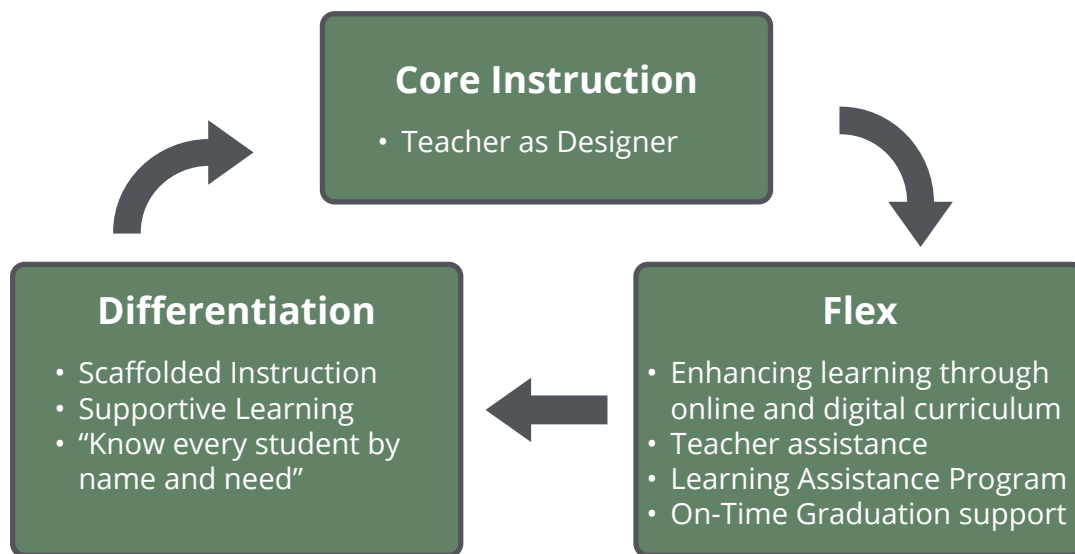 Core Instruction
• Teacher as Designer
Differentiation
• Scaffolded Instruction
• Supportive Learning
• “Know every student by
name and need”
Flex
• Enhancing learning through
online and digital curriculum
• Teacher assistance
• Learning Assistance Program
• On-Time Graduation support